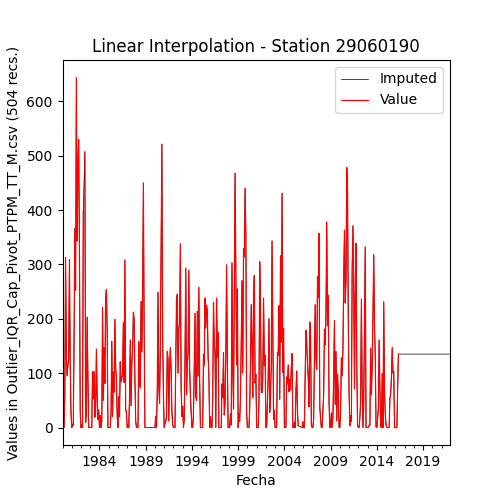 Linear Interpolation - Station 29060190
Imputed
Value
Values in Outlier_IQR_Cap_Pivot_PTPM_TT_M.csv (504 recs.)
600
500
400
300
200
100
0
1984 1989 1994 1999 2004 2009 2014 2019
Fecha